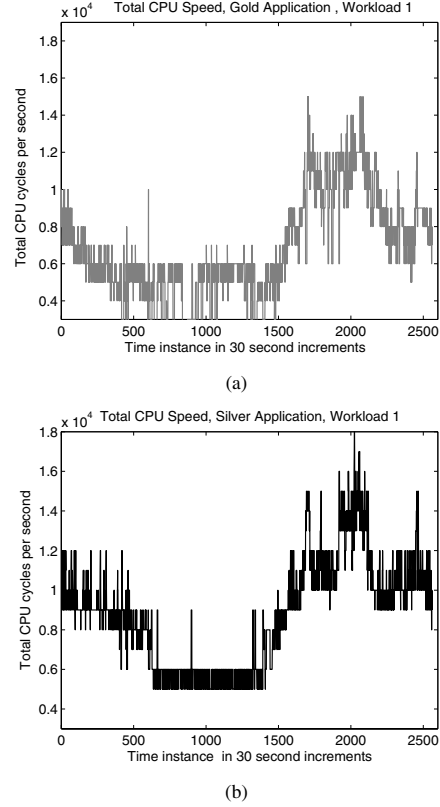 x 10^4
Total CPU Speed, Gold Application , Workload 1
1.8
1.6
1.4
1.2
1
0.8
0.6
0.4
Total CPU cycles per second
0 500 1000 1500 2000 2500
Time instance in 30 second increments
(a)
x 10^4
Total CPU Speed, Silver Application, Workload 1
1.8
1.6
1.4
1.2
1
0.8
0.6
0.4
Total CPU cycles per second
0 500 1000 1500 2000 2500
Time instance in 30 second increments
(b)